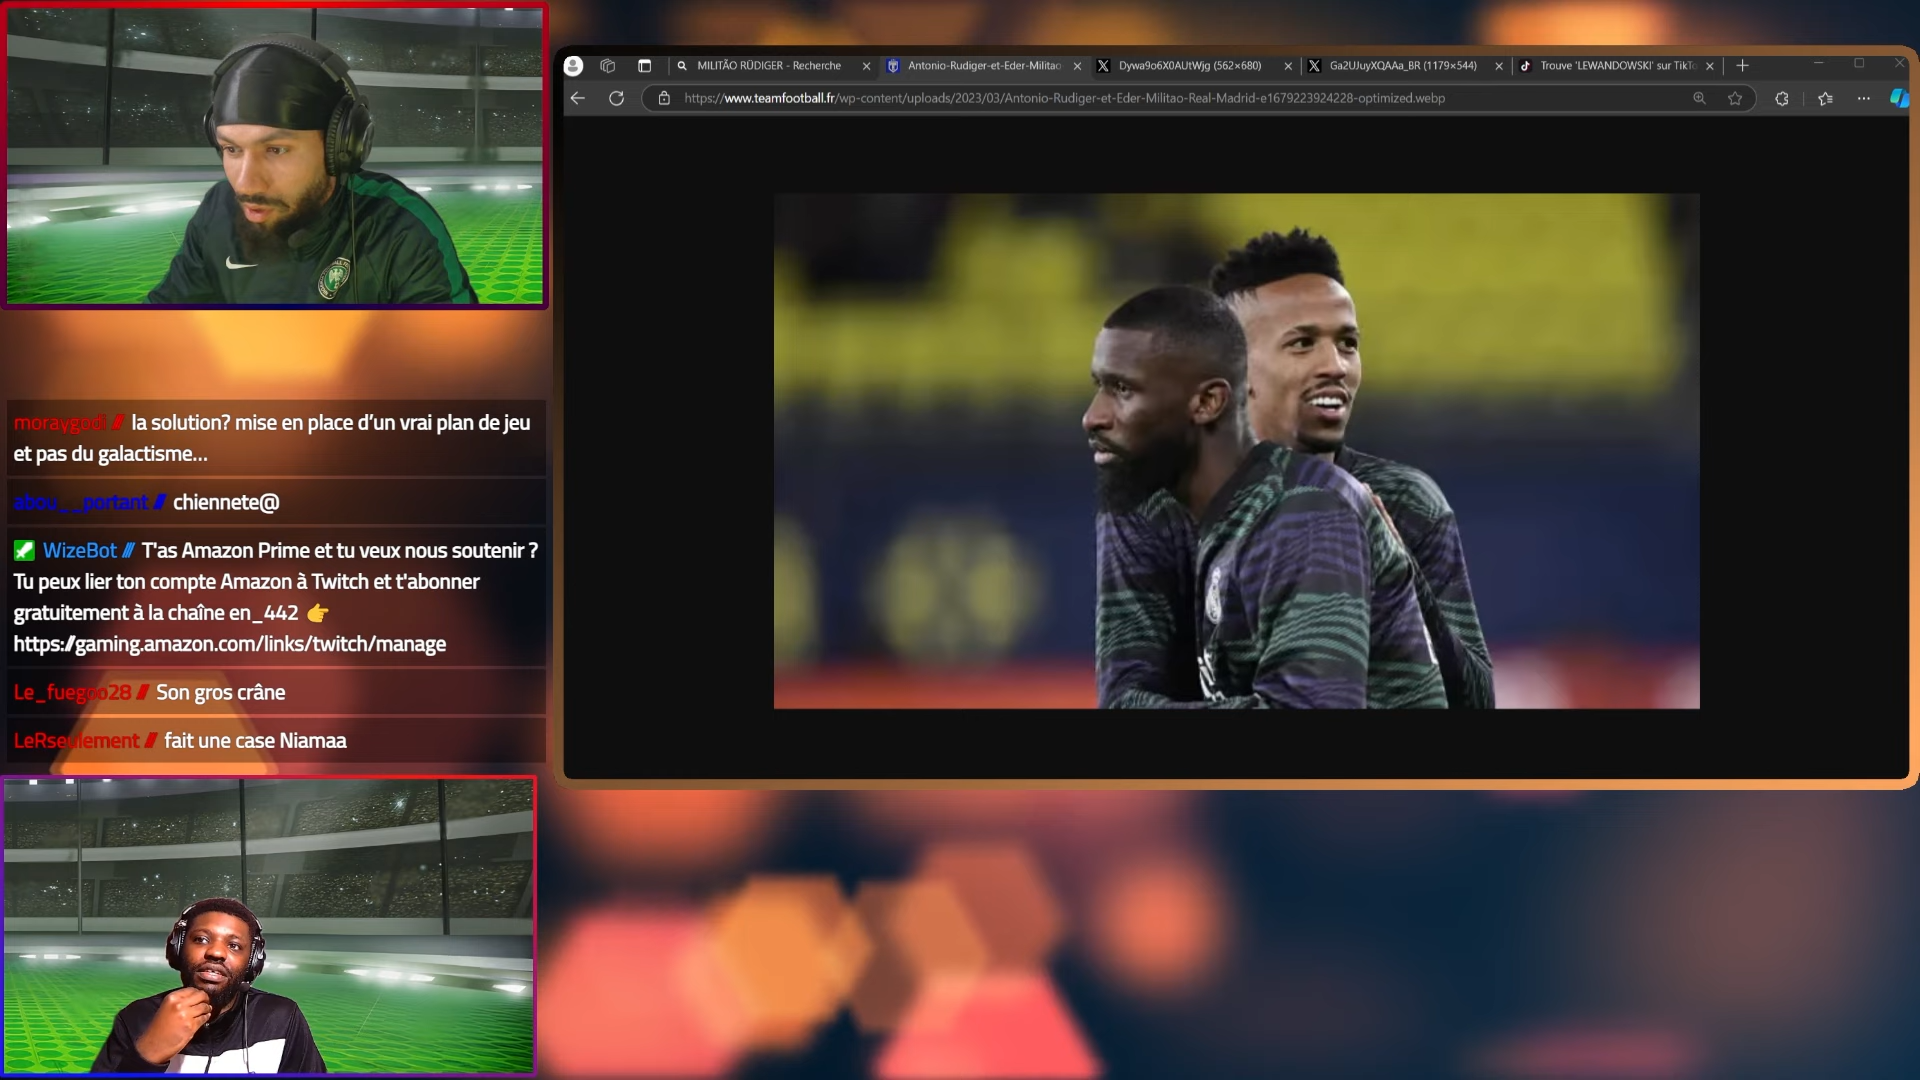 MILITÃO RÜDIGER - Recherche
Antonio-Rudiger-et-Eder-Militao
Dywa9o6X0AUtWjg (562×680)
Ga2UJuyXQAAa_BR (1179×544)
Trouve 'LEWANDOWSKI' sur TikTo
https://www.teamfootball.fr/wp-content/uploads/2023/03/Antonio-Rudiger-et-Eder-Militao-Real-Madrid-e1679223924228-optimized.webp
moraygodi // la solution? mise en place d’un vrai plan de jeu
et pas du galactisme...
abou__portant // chiennete@
WizeBot // T'as Amazon Prime et tu veux nous soutenir ?
Tu peux lier ton compte Amazon à Twitch et t'abonner
gratuitement à la chaîne en_442 👉
https://gaming.amazon.com/links/twitch/manage
Le_fuegoo28 // Son gros crâne
LeRseulement // fait une case Niamaa